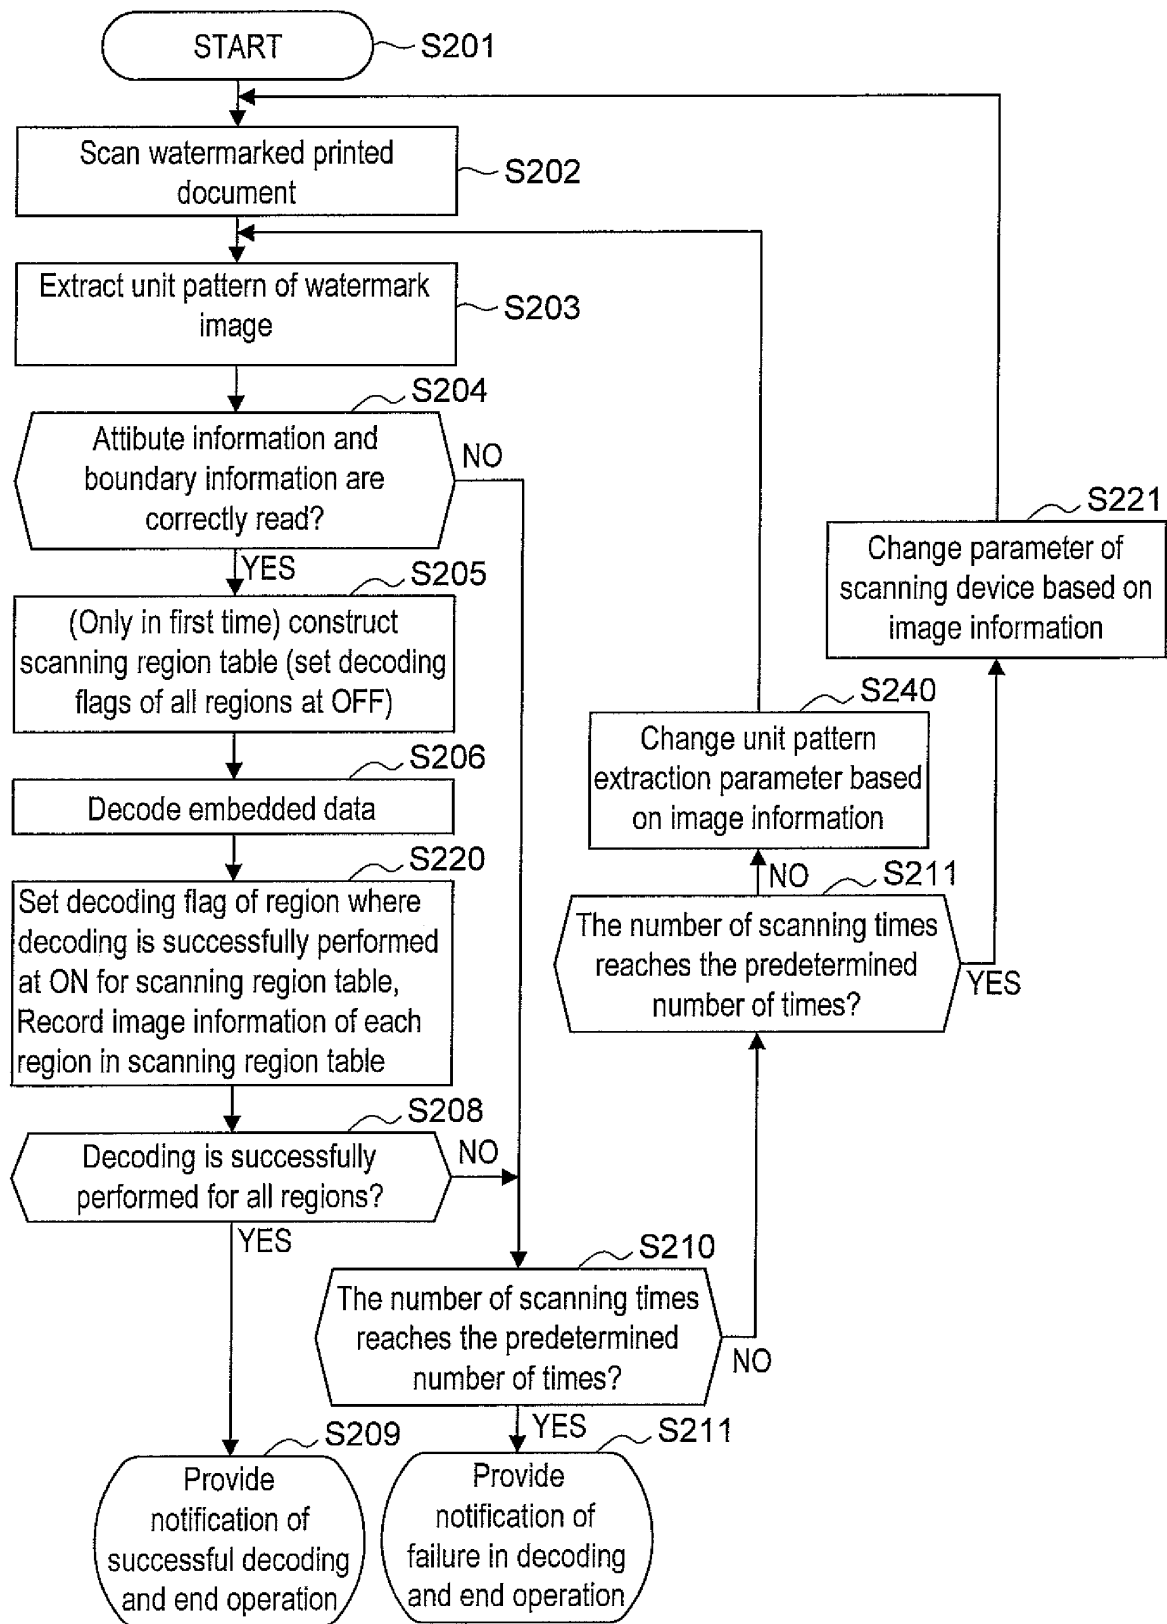 START
S201
Scan watermarked printed
document
S202
Extract unit pattern of watermark
image
S203
S204
Attibute information and
boundary information are
correctly read?
NO
YES
S205
(Only in first time) construct
scanning region table (set decoding
flags of all regions at OFF)
S206
Decode embedded data
S220
Set decoding flag of region where
decoding is successfully performed
at ON for scanning region table,
Record image information of each
region in scanning region table
S208
Decoding is successfully
performed for all regions?
NO
YES
S209
Provide
notification of
successful decoding
and end operation
S210
The number of scanning times
reaches the predetermined
number of times?
NO
YES
S211
Provide
notification of
failure in decoding
and end operation
S211
The number of scanning times
reaches the predetermined
number of times?
NO
YES
S240
Change unit pattern
extraction parameter based
on image information
S221
Change parameter of
scanning device based on
image information